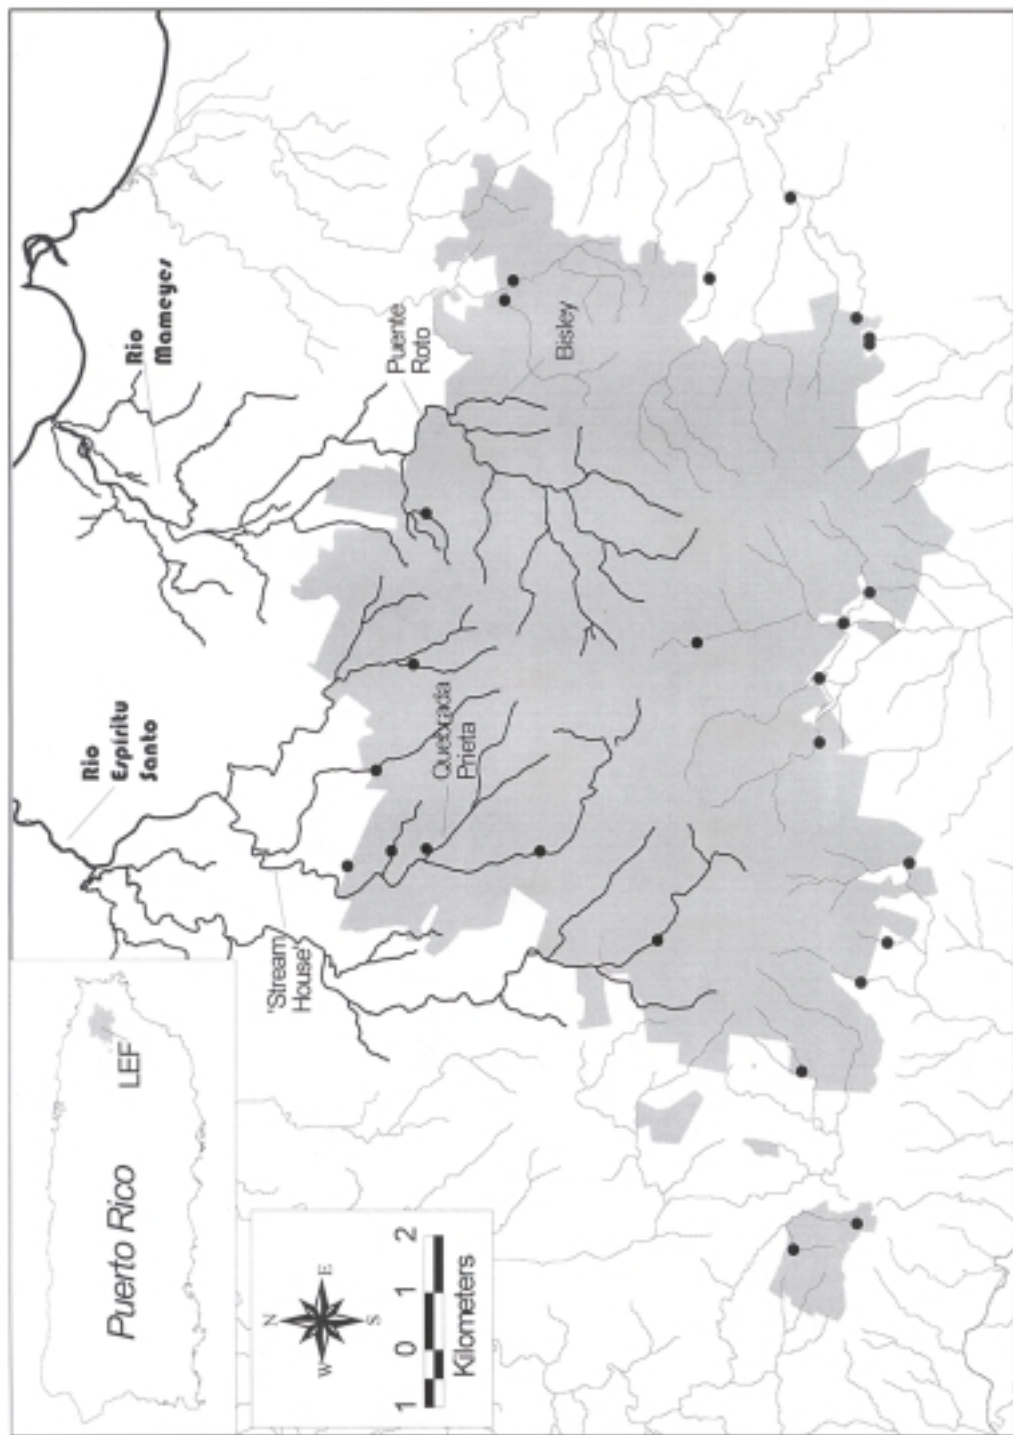 Puerto Rico
LEF
N
W
E
S
1 0 1 2
Kilometers
Rio
Espiritu
Santo
'Stream
House'
Quebrada
Prieta
Rio
Mameyes
Puente
Roto
Bisley